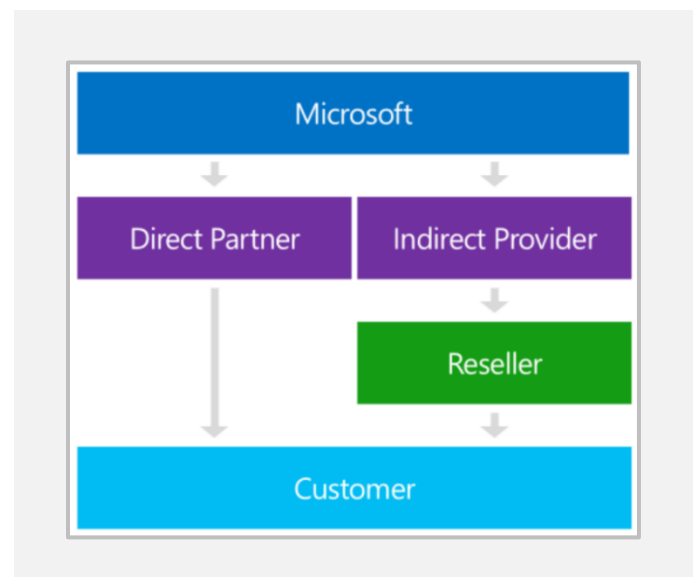 Microsoft
Direct Partner
Indirect Provider
Reseller
Customer